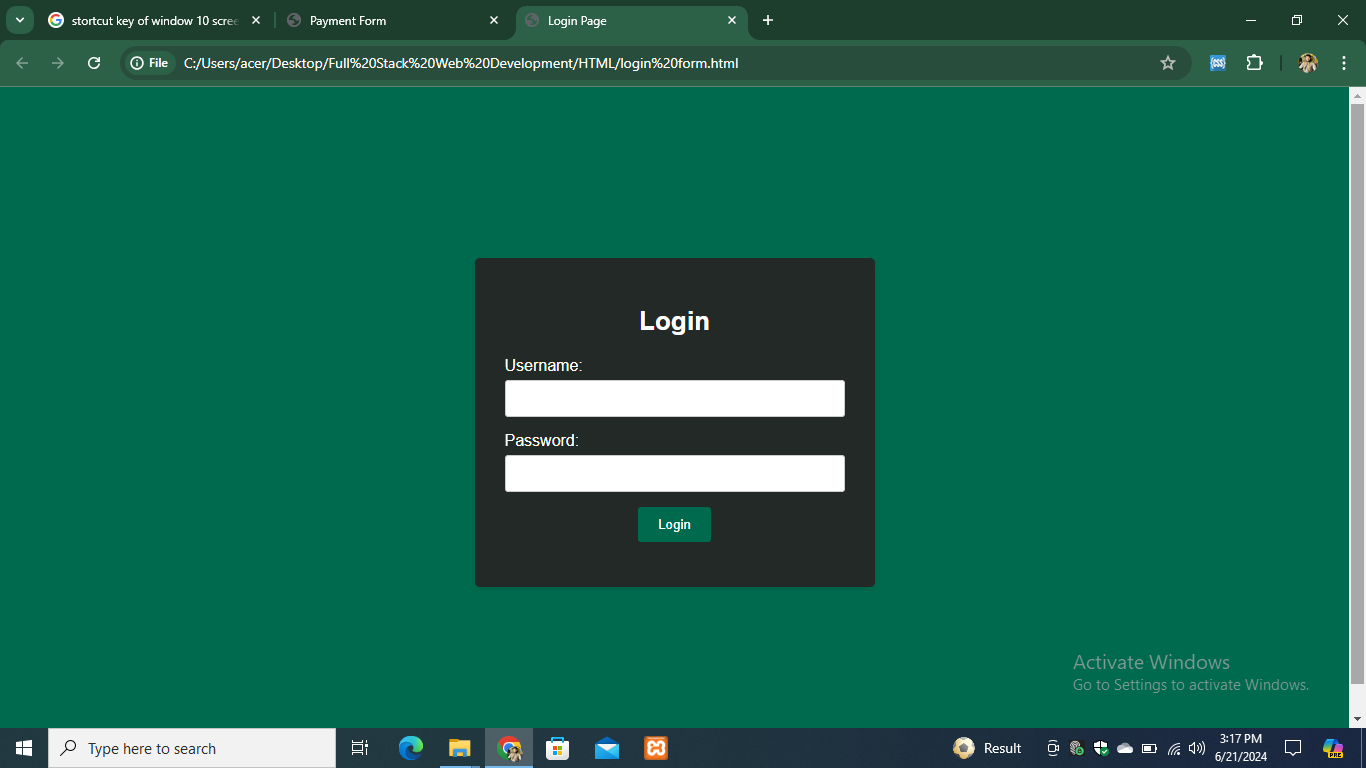 stortcut key of window 10 scree
Payment Form
Login Page
File
C:/Users/acer/Desktop/Full%20Stack%20Web%20Development/HTML/login%20form.html
Login
Username:
Password:
Login
Activate Windows
Go to Settings to activate Windows.
Type here to search
Result
3:17 PM
6/21/2024